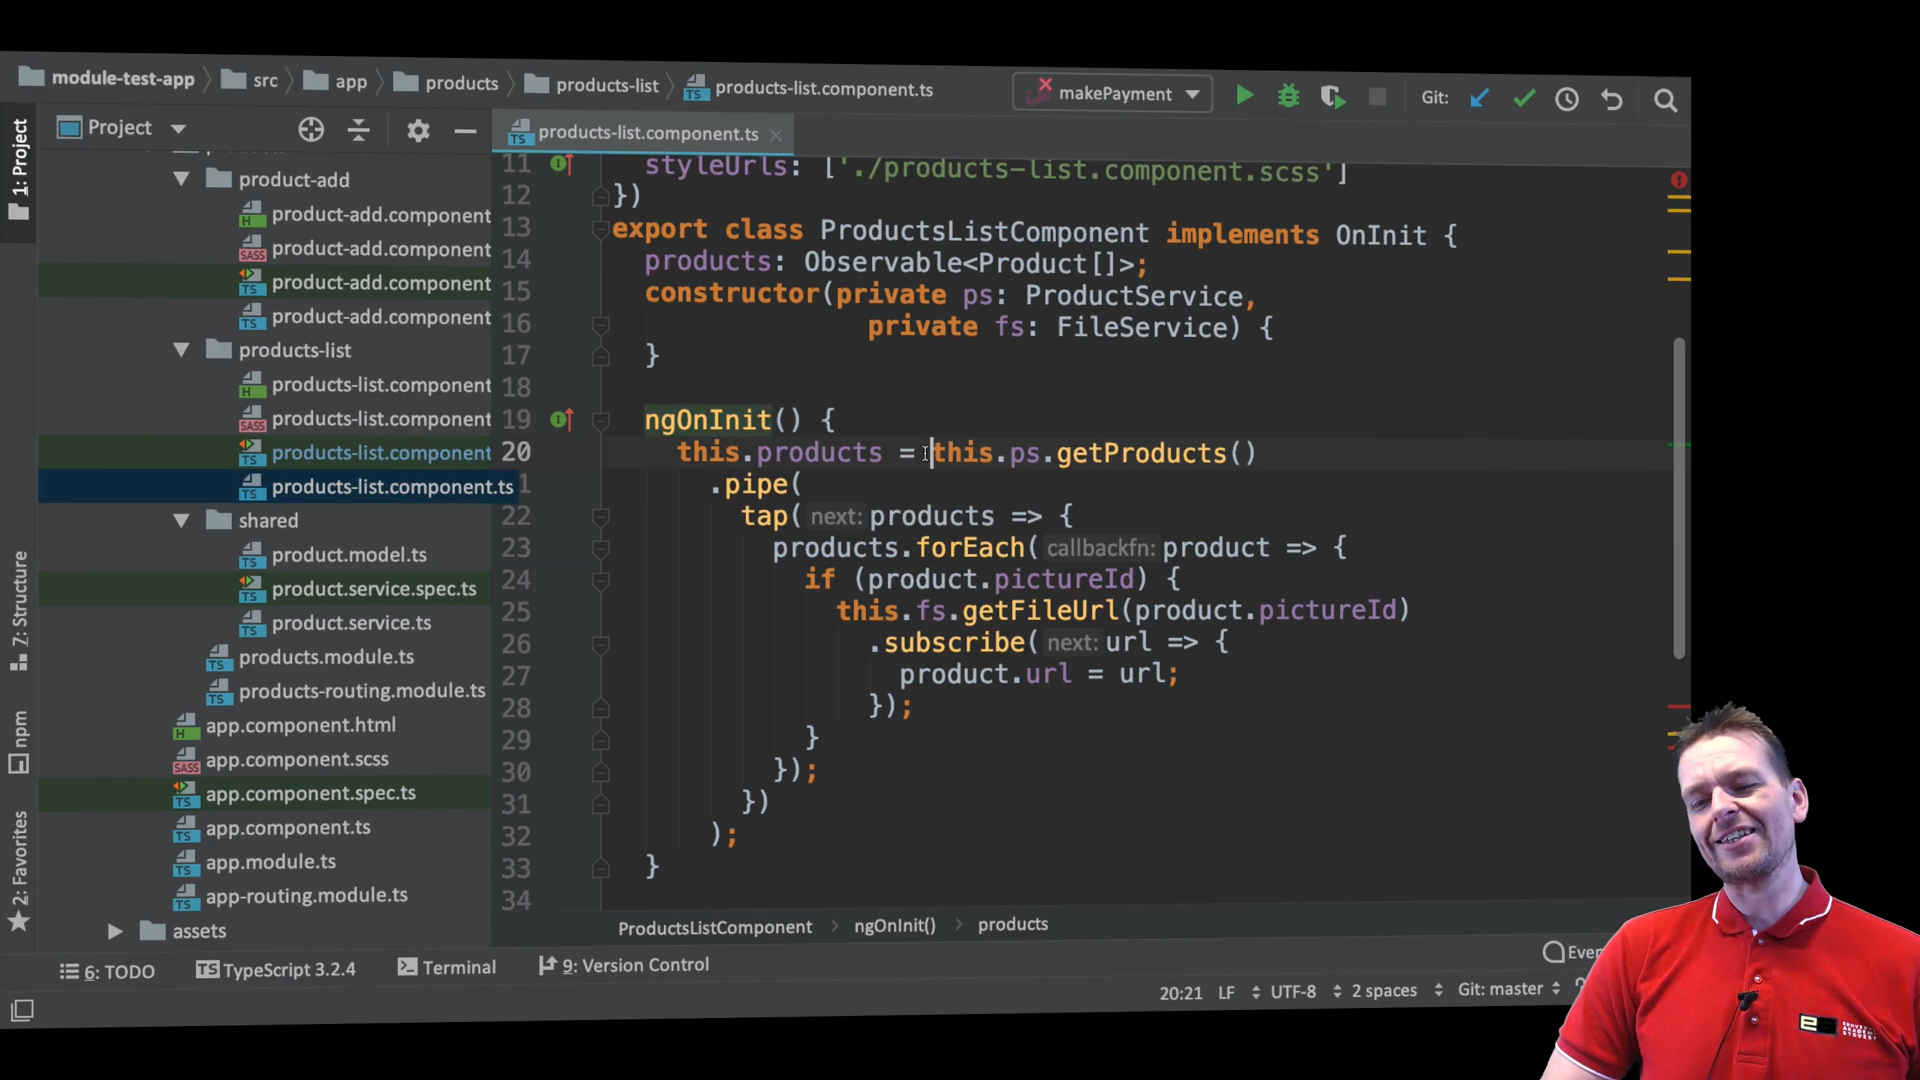 module-test-app
src
app
products
products-list
products-list.component.ts
makePayment
Git:
1: Project
Project
product-add
product-add.component
product-add.component
product-add.component
product-add.component
products-list
products-list.component
products-list.component
products-list.component
products-list.component.ts
shared
product.model.ts
product.service.spec.ts
product.service.ts
products.module.ts
products-routing.module.ts
app.component.html
app.component.scss
app.component.spec.ts
app.component.ts
app.module.ts
app-routing.module.ts
assets
Z: Structure
npm
2: Favorites
products-list.component.ts
11 styleUrls: ['./products-list.component.scss']
12 })
13 export class ProductsListComponent implements OnInit {
14 products: Observable<Product[]>;
15 constructor(private ps: ProductService,
16 private fs: FileService) {
17 }
18
19 ngOnInit() {
20 this.products = this.ps.getProducts()
1 .pipe(
22 tap( next: products => {
23 products.forEach( callbackfn: product => {
24 if (product.pictureId) {
25 this.fs.getFileUrl(product.pictureId)
26 .subscribe( next: url => {
27 product.url = url;
28 });
29 }
30 });
31 })
32 );
33 }
34
ProductsListComponent
ngOnInit()
products
6: TODO
TypeScript 3.2.4
Terminal
9: Version Control
20:21
LF
UTF-8
2 spaces
Git: master